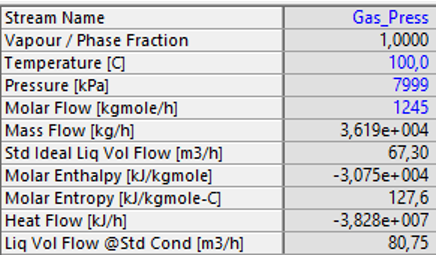 Stream Name Gas_Press
Vapour / Phase Fraction 1,0000
Temperature [C] 100,0
Pressure [kPa] 7999
Molar Flow [kgmole/h] 1245
Mass Flow [kg/h] 3,619e+004
Std Ideal Liq Vol Flow [m3/h] 67,30
Molar Enthalpy [kJ/kgmole] -3,075e+004
Molar Entropy [kJ/kgmole-C] 127,6
Heat Flow [kJ/h] -3,828e+007
Liq Vol Flow @Std Cond [m3/h] 80,75